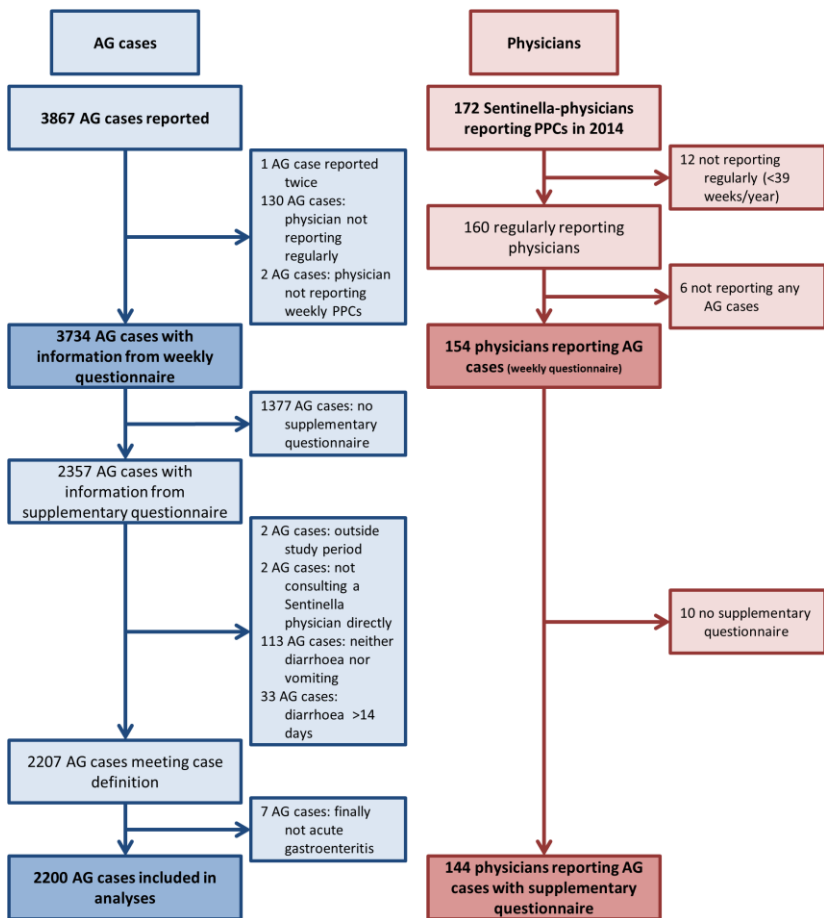 AG cases
3867 AG cases reported
1 AG case reported
twice
130 AG cases:
physician not
reporting
regularly
2 AG cases: physician
not reporting
weekly PPCs
3734 AG cases with
information from weekly
questionnaire
1377 AG cases: no
supplementary
questionnaire
2357 AG cases with
information from
supplementary questionnaire
2 AG cases: outside
study period
2 AG cases: not
consulting a
Sentinella
physician directly
113 AG cases: neither
diarrhoea nor
vomiting
33 AG cases:
diarrhoea >14
days
2207 AG cases meeting case
definition
7 AG cases: finally
not acute
gastroenteritis
2200 AG cases included in
analyses
Physicians
172 Sentinella-physicians
reporting PPCs in 2014
12 not reporting
regularly (<39
weeks/year)
160 regularly reporting
physicians
6 not reporting any
AG cases
154 physicians reporting AG
cases (weekly questionnaire)
10 no supplementary
questionnaire
144 physicians reporting AG
cases with supplementary
questionnaire